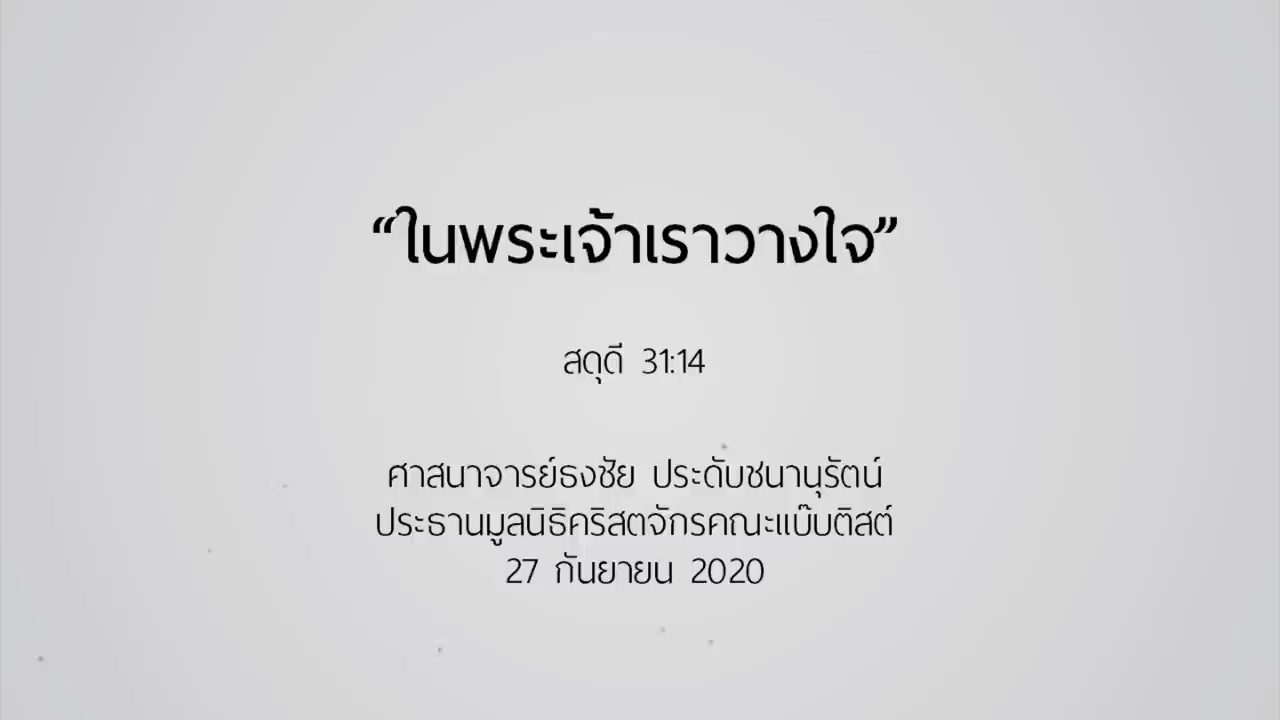 “ในพระเจ้าเราวางใจ”
สดุดี 31:14
ศาสนาจารย์ธงชัย ประดับชนานุรัตน์
ประธานมูลนิธิคริสตจักรคณะแบ๊บติสต์
27 กันยายน 2020